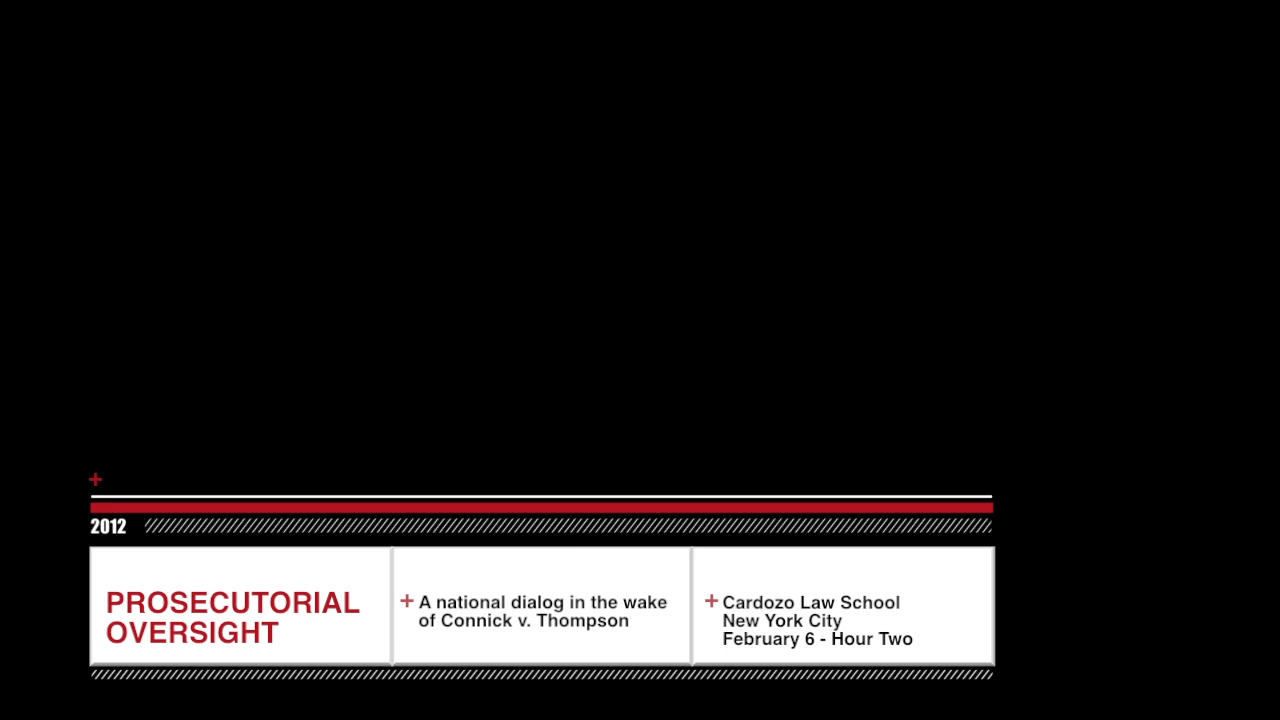 2012
PROSECUTORIAL
OVERSIGHT
+ A national dialog in the wake
of Connick v. Thompson
+ Cardozo Law School
New York City
February 6 - Hour Two